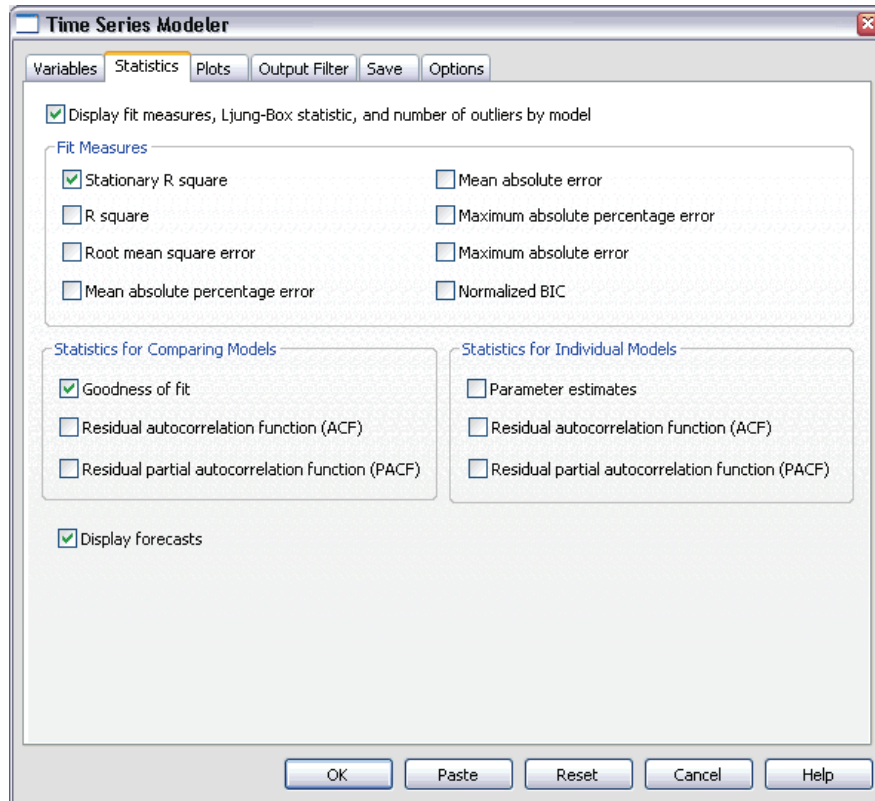 Time Series Modeler
Variables Statistics Plots Output Filter Save Options
Display fit measures, Ljung-Box statistic, and number of outliers by model
Fit Measures
Stationary R square
R square
Root mean square error
Mean absolute percentage error
Mean absolute error
Maximum absolute percentage error
Maximum absolute error
Normalized BIC
Statistics for Comparing Models
Goodness of fit
Residual autocorrelation function (ACF)
Residual partial autocorrelation function (PACF)
Statistics for Individual Models
Parameter estimates
Residual autocorrelation function (ACF)
Residual partial autocorrelation function (PACF)
Display forecasts
OK Paste Reset Cancel Help